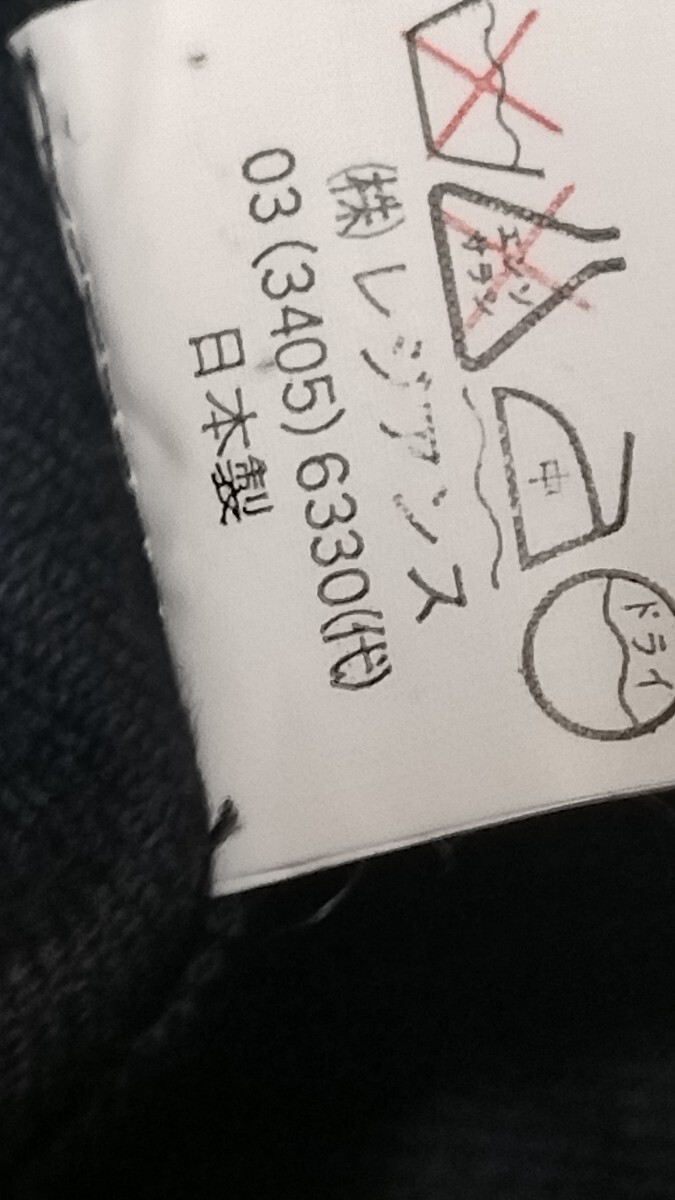 エンソ
サラシ
中
ドライ
㈱レジアンス
03(3405)6330(代)
日本製